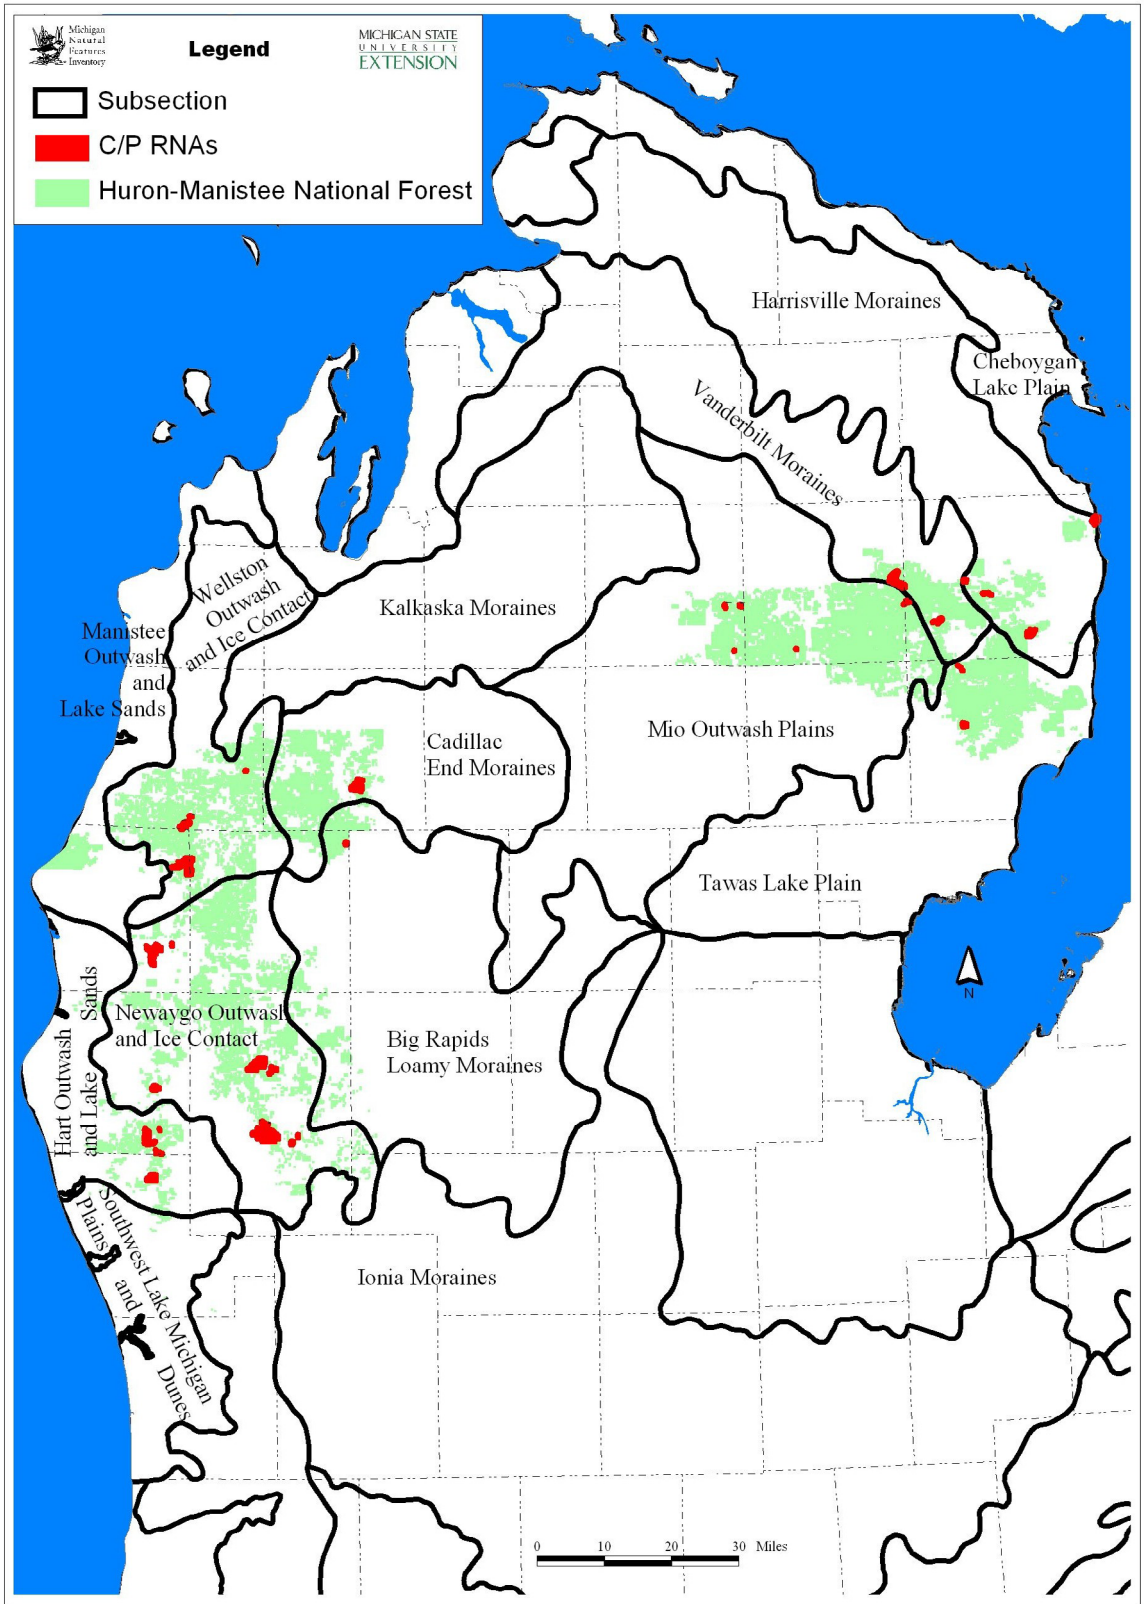 Michigan
Natural
Features
Inventory
Legend
MICHIGAN STATE
UNIVERSITY
EXTENSION
Subsection
C/P RNAs
Huron-Manistee National Forest
Harrisville Moraines
Cheboygan
Lake Plain
Vanderbilt Moraines
Wellston
Outwash
and Ice Contact
Kalkaska Moraines
Manistee
Outwash
and
Lake Sands
Mio Outwash Plains
Cadillac
End Moraines
Tawas Lake Plain
N
Hart Outwash
and Lake Sands
Newaygo Outwash
and Ice Contact
Big Rapids
Loamy Moraines
Southwest Lake Michigan
Plains and Dunes
Ionia Moraines
0 10 20 30 Miles